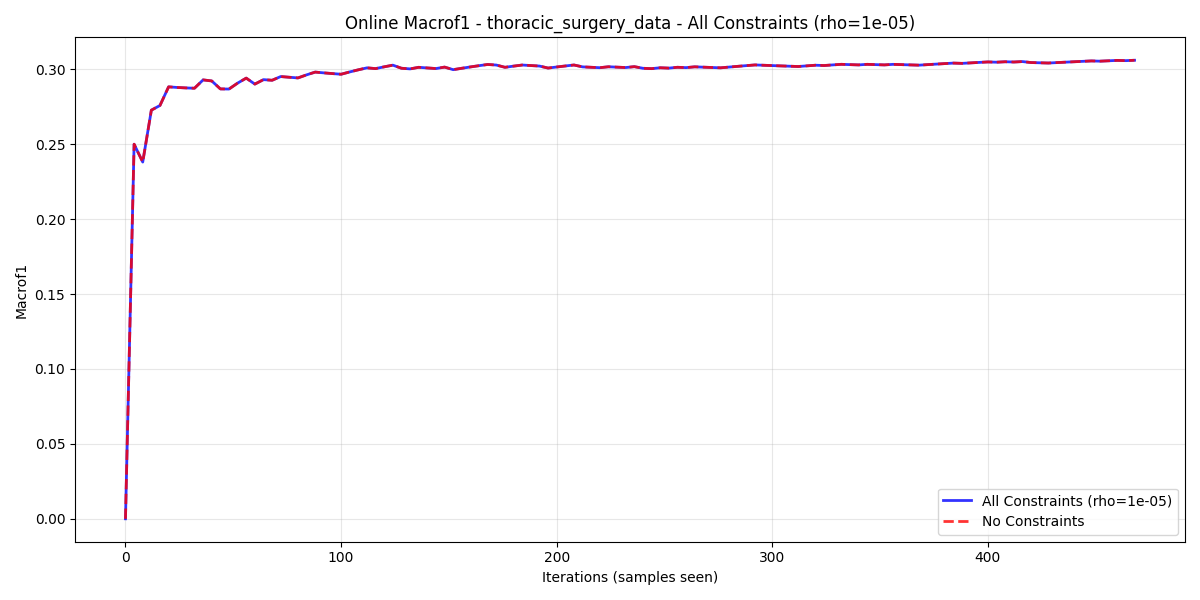 Online Macrof1 - thoracic_surgery_data - All Constraints (rho=1e-05)
Macrof1
0.30
0.25
0.20
0.15
0.10
0.05
0.00
0 100 200 300 400
Iterations (samples seen)
All Constraints (rho=1e-05)
No Constraints